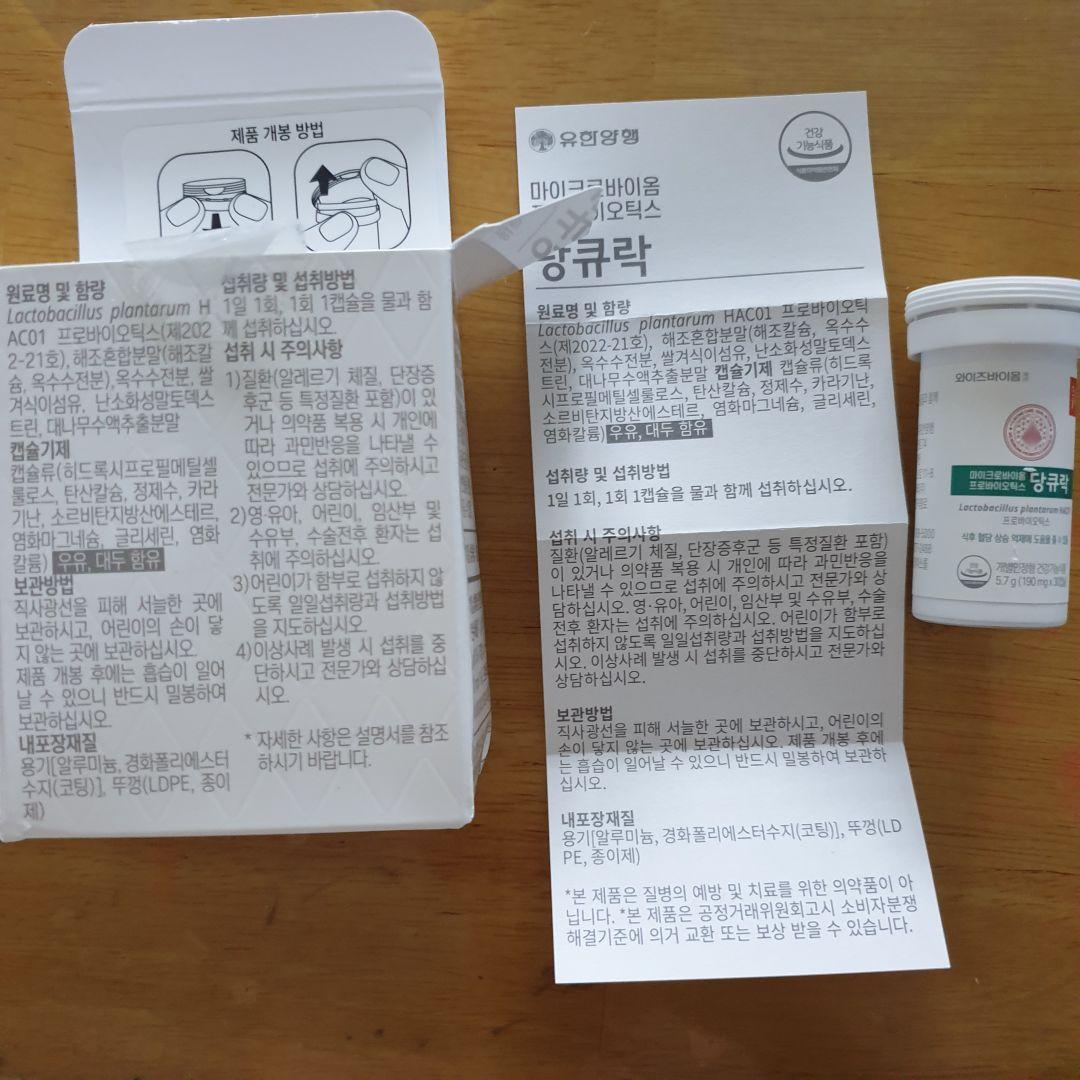 제품 개봉 방법
원료명 및 함량
Lactobacillus plantarum H
AC01 프로바이오틱스(제202
2-21호), 해조혼합분말(해조칼
슘, 옥수수전분), 옥수수전분, 쌀
겨식이섬유, 난소화성말토덱스
트린, 대나무수액추출분말
캡슐기제
캡슐류(히드록시프로필메틸셀
룰로스, 탄산칼슘, 정제수, 카라
기난, 소르비탄지방산에스테르,
염화마그네슘, 글리세린, 염화
칼륨) 우유, 대두 함유
보관방법
직사광선을 피해 서늘한 곳에
보관하시고, 어린이의 손이 닿
지 않는 곳에 보관하십시오.
제품 개봉 후에는 흡습이 일어
날 수 있으니 반드시 밀봉하여
보관하십시오.
내포장재질
용기[알루미늄, 경화폴리에스터
수지(코팅)], 뚜껑(LDPE, 종이
제)
섭취량 및 섭취방법
1일 1회, 1회 1캡슐을 물과 함
께 섭취하십시오.
섭취 시 주의사항
1)질환(알레르기 체질, 단장증
후군 등 특정질환 포함)이 있
거나 의약품 복용 시 개인에
따라 과민반응을 나타낼 수
있으므로 섭취에 주의하시고
전문가와 상담하십시오.
2)영·유아, 어린이, 임산부 및
수유부, 수술전후 환자는 섭
취에 주의하십시오.
3)어린이가 함부로 섭취하지 않
도록 일일섭취량과 섭취방법
을 지도하십시오.
4)이상사례 발생 시 섭취를 중
단하시고 전문가와 상담하십
시오.
* 자세한 사항은 설명서를 참조
하시기 바랍니다.
유한양행
건강
기능식품
식품의약품안전처
마이크로바이옴
바이오틱스
당큐락
원료명 및 함량
Lactobacillus plantarum HAC01 프로바이오틱
스(제2022-21호), 해조혼합분말(해조칼슘, 옥수수
전분), 옥수수전분, 쌀겨식이섬유, 난소화성말토덱스
트린, 대나무수액추출분말 캡슐기제 캡슐류(히드록
시프로필메틸셀룰로스, 탄산칼슘, 정제수, 카라기난,
소르비탄지방산에스테르, 염화마그네슘, 글리세린,
염화칼륨) 우유, 대두 함유
섭취량 및 섭취방법
1일 1회, 1회 1캡슐을 물과 함께 섭취하십시오.
섭취 시 주의사항
질환(알레르기 체질, 단장증후군 등 특정질환 포함)
이 있거나 의약품 복용 시 개인에 따라 과민반응을
나타낼 수 있으므로 섭취에 주의하시고 전문가와 상
담하십시오. 영·유아, 어린이, 임산부 및 수유부, 수술
전후 환자는 섭취에 주의하십시오. 어린이가 함부로
섭취하지 않도록 일일섭취량과 섭취방법을 지도하십
시오. 이상사례 발생 시 섭취를 중단하시고 전문가와
상담하십시오.
보관방법
직사광선을 피해 서늘한 곳에 보관하시고, 어린이의
손이 닿지 않는 곳에 보관하십시오. 제품 개봉 후에
는 흡습이 일어날 수 있으니 반드시 밀봉하여 보관하
십시오.
내포장재질
용기[알루미늄, 경화폴리에스터수지(코팅)], 뚜껑(LD
PE, 종이제)
*본 제품은 질병의 예방 및 치료를 위한 의약품이 아
닙니다. *본 제품은 공정거래위원회고시 소비자분쟁
해결기준에 의거 교환 또는 보상 받을 수 있습니다.
와이즈바이옴
마이크로바이옴
프로바이오틱스 당큐락
Lactobacillus plantarum HAC01
프로바이오틱스
식후 혈당 상승 억제에 도움을 줄 수 있음
개별인정형 건강기능식품
5.7 g (190 mg x 30캡슐)